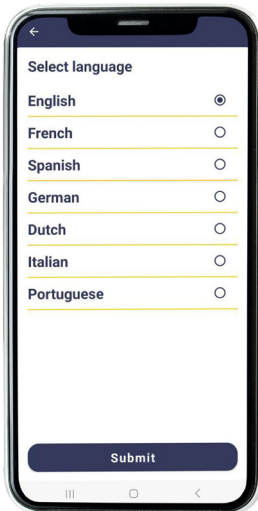 Select language
English
French
Spanish
German
Dutch
Italian
Portuguese
Submit